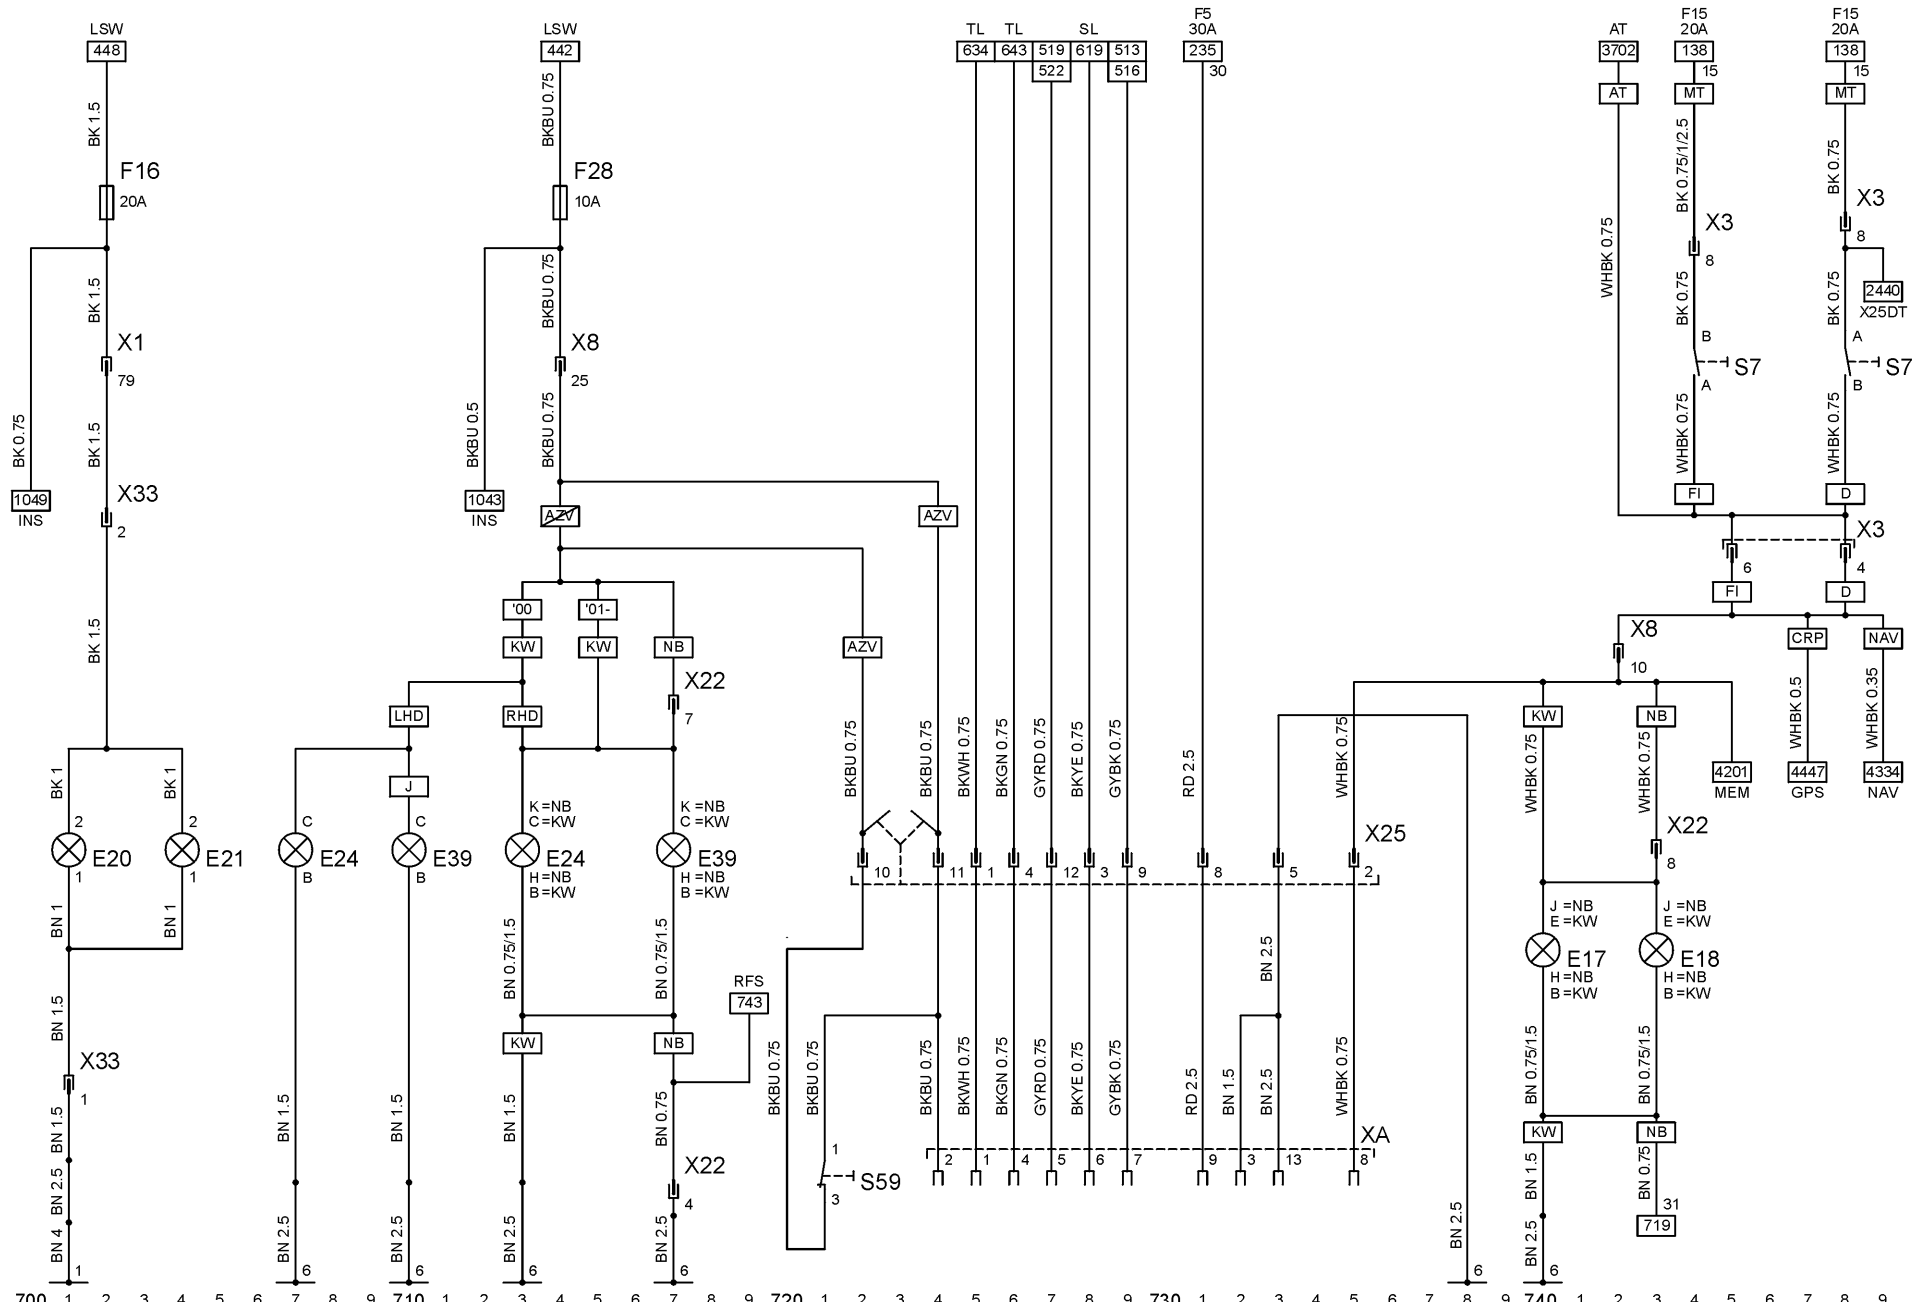 LSW
LSW
TL
TL
SL
F5
30A
AT
F15
20A
F15
20A
448
442
634
643
519
619
513
522
516
235
30
3702
138
15
138
15
AT
MT
MT
BK 1.5
BKBU 0.75
BK 0.75/1/2.5
BK 0.75
F16
20A
F28
10A
X3
8
X3
8
WHBK 0.75
BK 1.5
BKBU 0.75
BK 0.75
BK 0.75
2440
X25DT
X1
79
X8
25
B
S7
A
A
S7
B
BK 0.75
BK 1.5
BKBU 0.5
BKBU 0.75
WHBK 0.75
WHBK 0.75
1049
INS
X33
2
1043
INS
AZV
AZV
FI
D
X3
6
4
FI
D
'00
'01-
KW
KW
NB
AZV
BK 1.5
X8
10
CRP
NAV
X22
7
LHD
RHD
KW
NB
WHBK 0.5
WHBK 0.35
BK 1
BK 1
J
BKBU 0.75
BKBU 0.75
BKWH 0.75
BKGN 0.75
GYRD 0.75
BKYE 0.75
GYBK 0.75
RD 2.5
WHBK 0.75
WHBK 0.75
WHBK 0.75
4201
MEM
4447
GPS
4334
NAV
K =NB
C =KW
K =NB
C =KW
2
E20
1
2
E21
1
C
E24
B
C
E39
B
E24
E39
H =NB
B =KW
H =NB
B =KW
X25
10
11
1
4
12
3
9
8
5
2
X22
8
BN 1
BN 1
BN 0.75/1.5
BN 0.75/1.5
BN 2.5
J =NB
E =KW
J =NB
E =KW
E17
E18
H =NB
B =KW
H =NB
B =KW
RFS
743
BN 1.5
KW
NB
X33
1
BN 1.5
BN 1.5
BN 1.5
BN 1.5
BN 0.75
BKBU 0.75
BKBU 0.75
BKBU 0.75
BKWH 0.75
BKGN 0.75
GYRD 0.75
BKYE 0.75
GYBK 0.75
RD 2.5
BN 1.5
BN 2.5
WHBK 0.75
BN 0.75/1.5
BN 0.75/1.5
XA
2
1
4
5
6
7
9
3
13
8
KW
NB
X22
4
1
S59
3
BN 2.5
BN 1.5
BN 0.75
31
719
BN 4
BN 2.5
BN 2.5
BN 2.5
BN 2.5
BN 2.5
BN 2.5
1
6
6
6
6
6
6
700 1 2 3 4 5 6 7 8 9 710 1 2 3 4 5 6 7 8 9 720 1 2 3 4 5 6 7 8 9 730 1 2 3 4 5 6 7 8 9 740 1 2 3 4 5 6 7 8 9